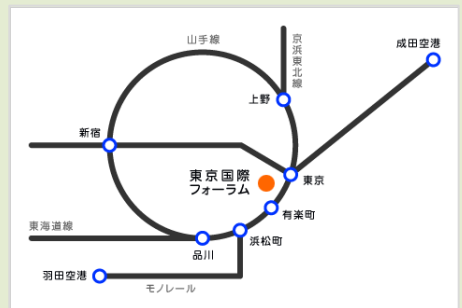 山手線
京浜東北線
成田空港
上野
新宿
東京国際
フォーラム
東京
有楽町
東海道線
浜松町
品川
羽田空港
モノレール